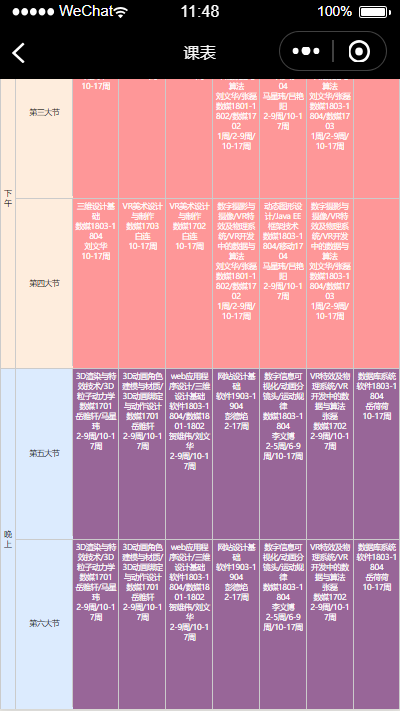 WeChat
11:48
100%
课表
下
午
第三大节
10-17周
算法
刘文华/张磊
数媒1801-1
802/数媒17
02
1周/2-9周/
10-17周
04
马星玮/吕艳
阳
2-9周/10-1
7周
算法
刘文华/张磊
数媒1803-1
804/数媒17
03
1周/2-9周/
10-17周
第四大节
三维设计基
础
数媒1803-1
804
刘文华
10-17周
VR美术设计
与制作
数媒1703
白连
10-17周
VR美术设计
与制作
数媒1702
白连
10-17周
数字摄影与
摄像/VR特
效及物理系
统/VR开发
中的数据与
算法
刘文华/张磊
数媒1801-1
802/数媒17
02
1周/2-9周/
10-17周
动态图形设
计/Java EE
框架技术
数媒1803-1
804/移动17
04
马星玮/吕艳
阳
2-9周/10-1
7周
数字摄影与
摄像/VR特
效及物理系
统/VR开发
中的数据与
算法
刘文华/张磊
数媒1803-1
804/数媒17
03
1周/2-9周/
10-17周
晚
上
第五大节
3D渲染与特
效技术/3D
粒子动力学
数媒1701
岳雅轩/马星
玮
2-9周/10-1
7周
3D动画角色
建模与材质/
3D动画绑定
与动作设计
数媒1701
岳雅轩
2-9周/10-1
7周
web应用程
序设计/三维
设计基础
软件1803-1
804/数媒18
01-1802
贺雄伟/刘文
华
2-9周/10-1
7周
网站设计基
础
软件1903-1
904
彭德焰
2-17周
数字信息可
视化/动画分
镜头/运动规
律
数媒1803-1
804
李文博
2-5周/6-9
周/10-17周
VR特效及物
理系统/VR
开发中的数
据与算法
张磊
数媒1702
2-9周/10-1
7周
数据库系统
软件1803-1
804
岳荷荷
10-17周
第六大节
3D渲染与特
效技术/3D
粒子动力学
数媒1701
岳雅轩/马星
玮
2-9周/10-1
7周
3D动画角色
建模与材质/
3D动画绑定
与动作设计
数媒1701
岳雅轩
2-9周/10-1
7周
web应用程
序设计/三维
设计基础
软件1803-1
804/数媒18
01-1802
贺雄伟/刘文
华
2-9周/10-1
7周
网站设计基
础
软件1903-1
904
彭德焰
2-17周
数字信息可
视化/动画分
镜头/运动规
律
数媒1803-1
804
李文博
2-5周/6-9
周/10-17周
VR特效及物
理系统/VR
开发中的数
据与算法
张磊
数媒1702
2-9周/10-1
7周
数据库系统
软件1803-1
804
岳荷荷
10-17周